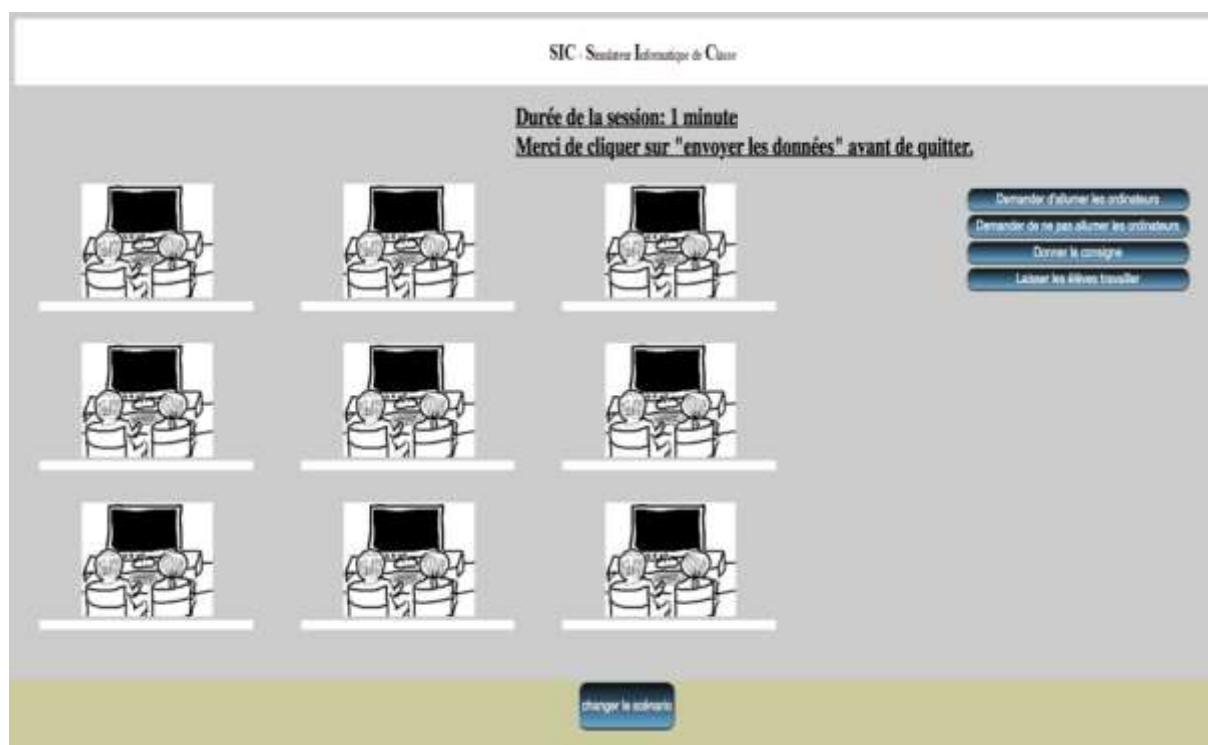 SIC - Simulateur Informatique de Classe
Durée de la session: 1 minute
Merci de cliquer sur "envoyer les données" avant de quitter.
Demander d'allumer les ordinateurs
Demander de ne pas allumer les ordinateurs
Donner la consigne
Laisser les élèves travailler
changer le scénario